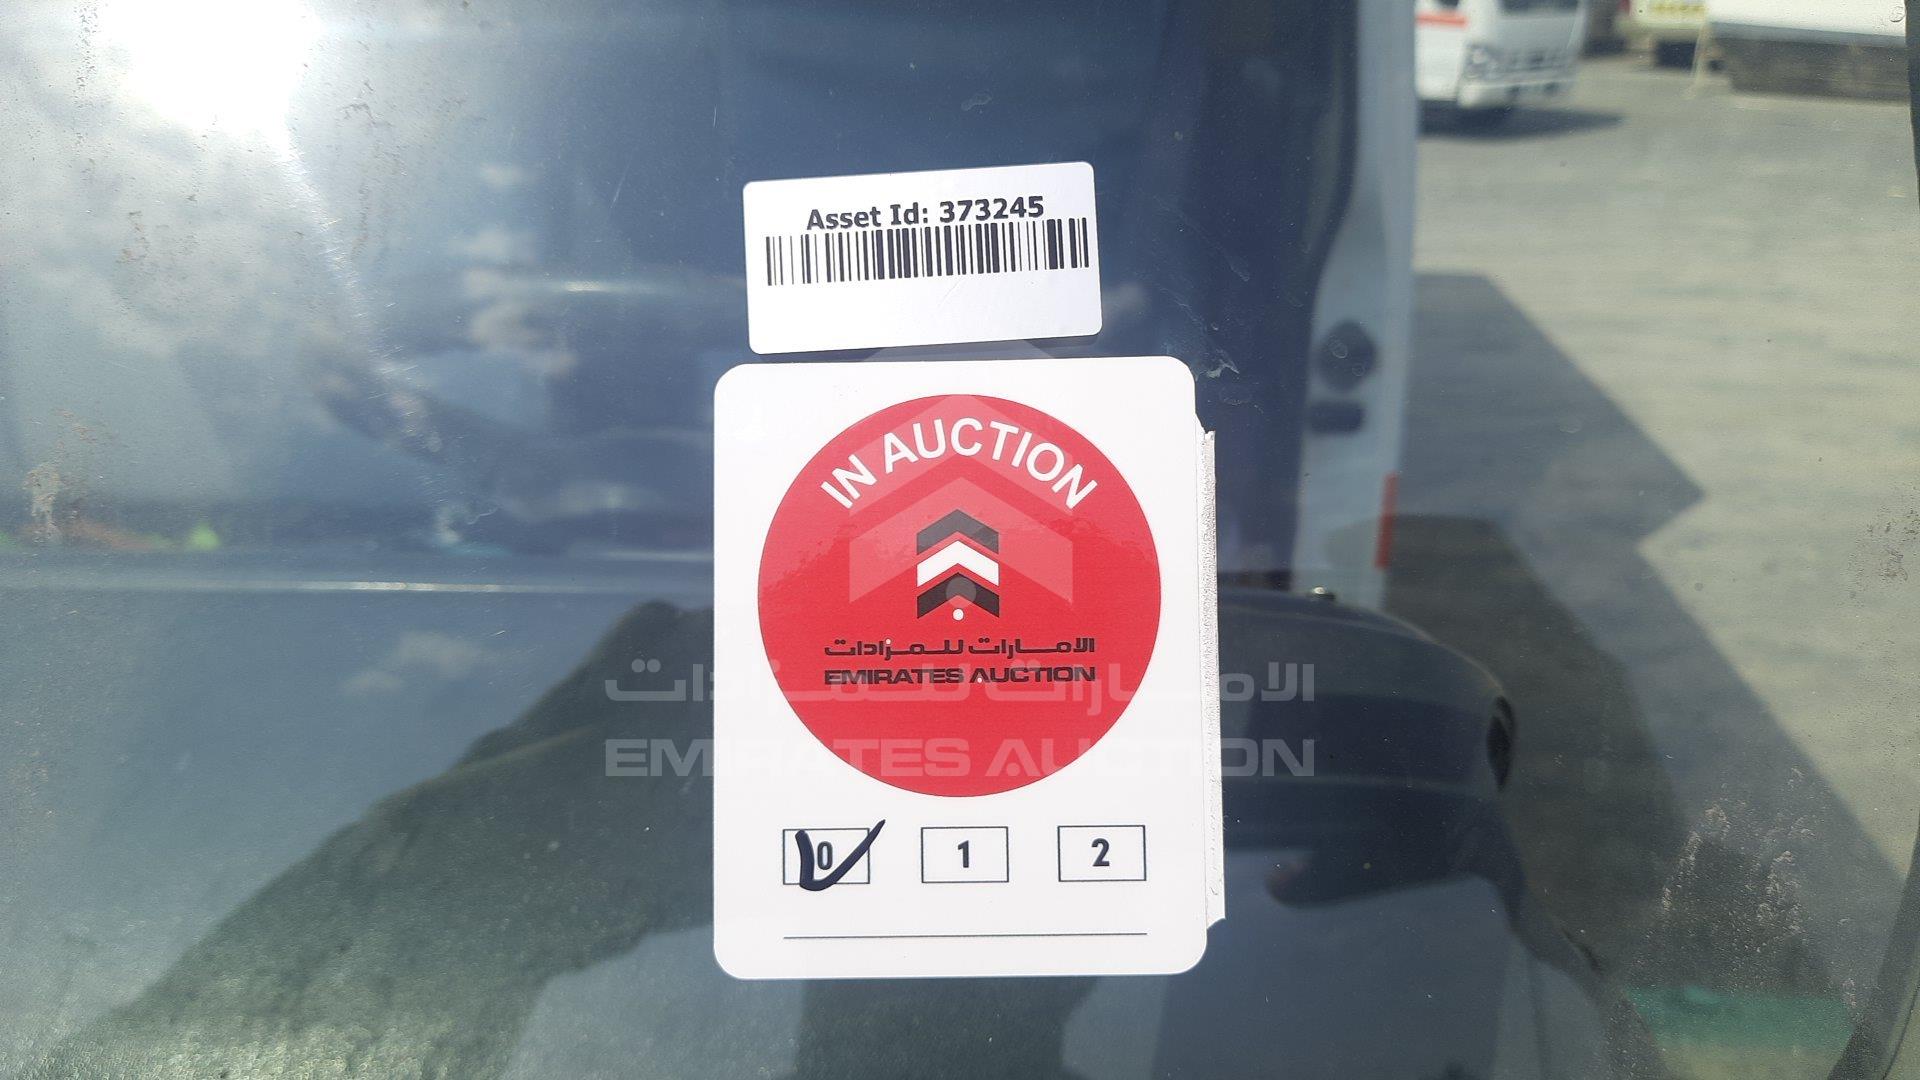 Asset Id: 373245
IN AUCTION
الامارات للمزادات
EMIRATES AUCTION
الامارات للمزادات
EMIRATES AUCTION
0 1 2